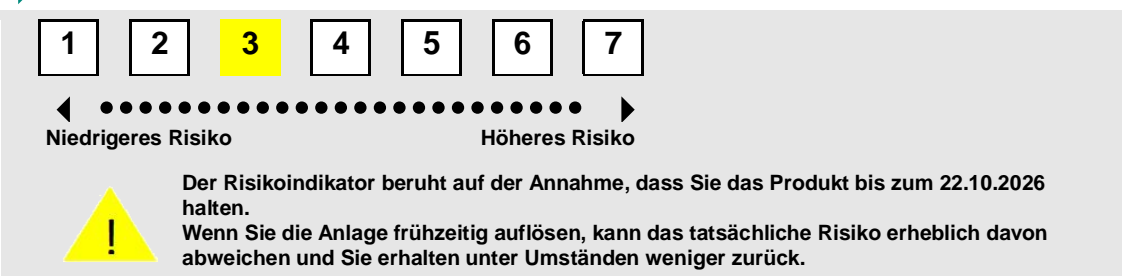 1 2 3 4 5 6 7
Niedrigeres Risiko Höheres Risiko
Der Risikoindikator beruht auf der Annahme, dass Sie das Produkt bis zum 22.10.2026
halten.
!
Wenn Sie die Anlage frühzeitig auflösen, kann das tatsächliche Risiko erheblich davon
abweichen und Sie erhalten unter Umständen weniger zurück.